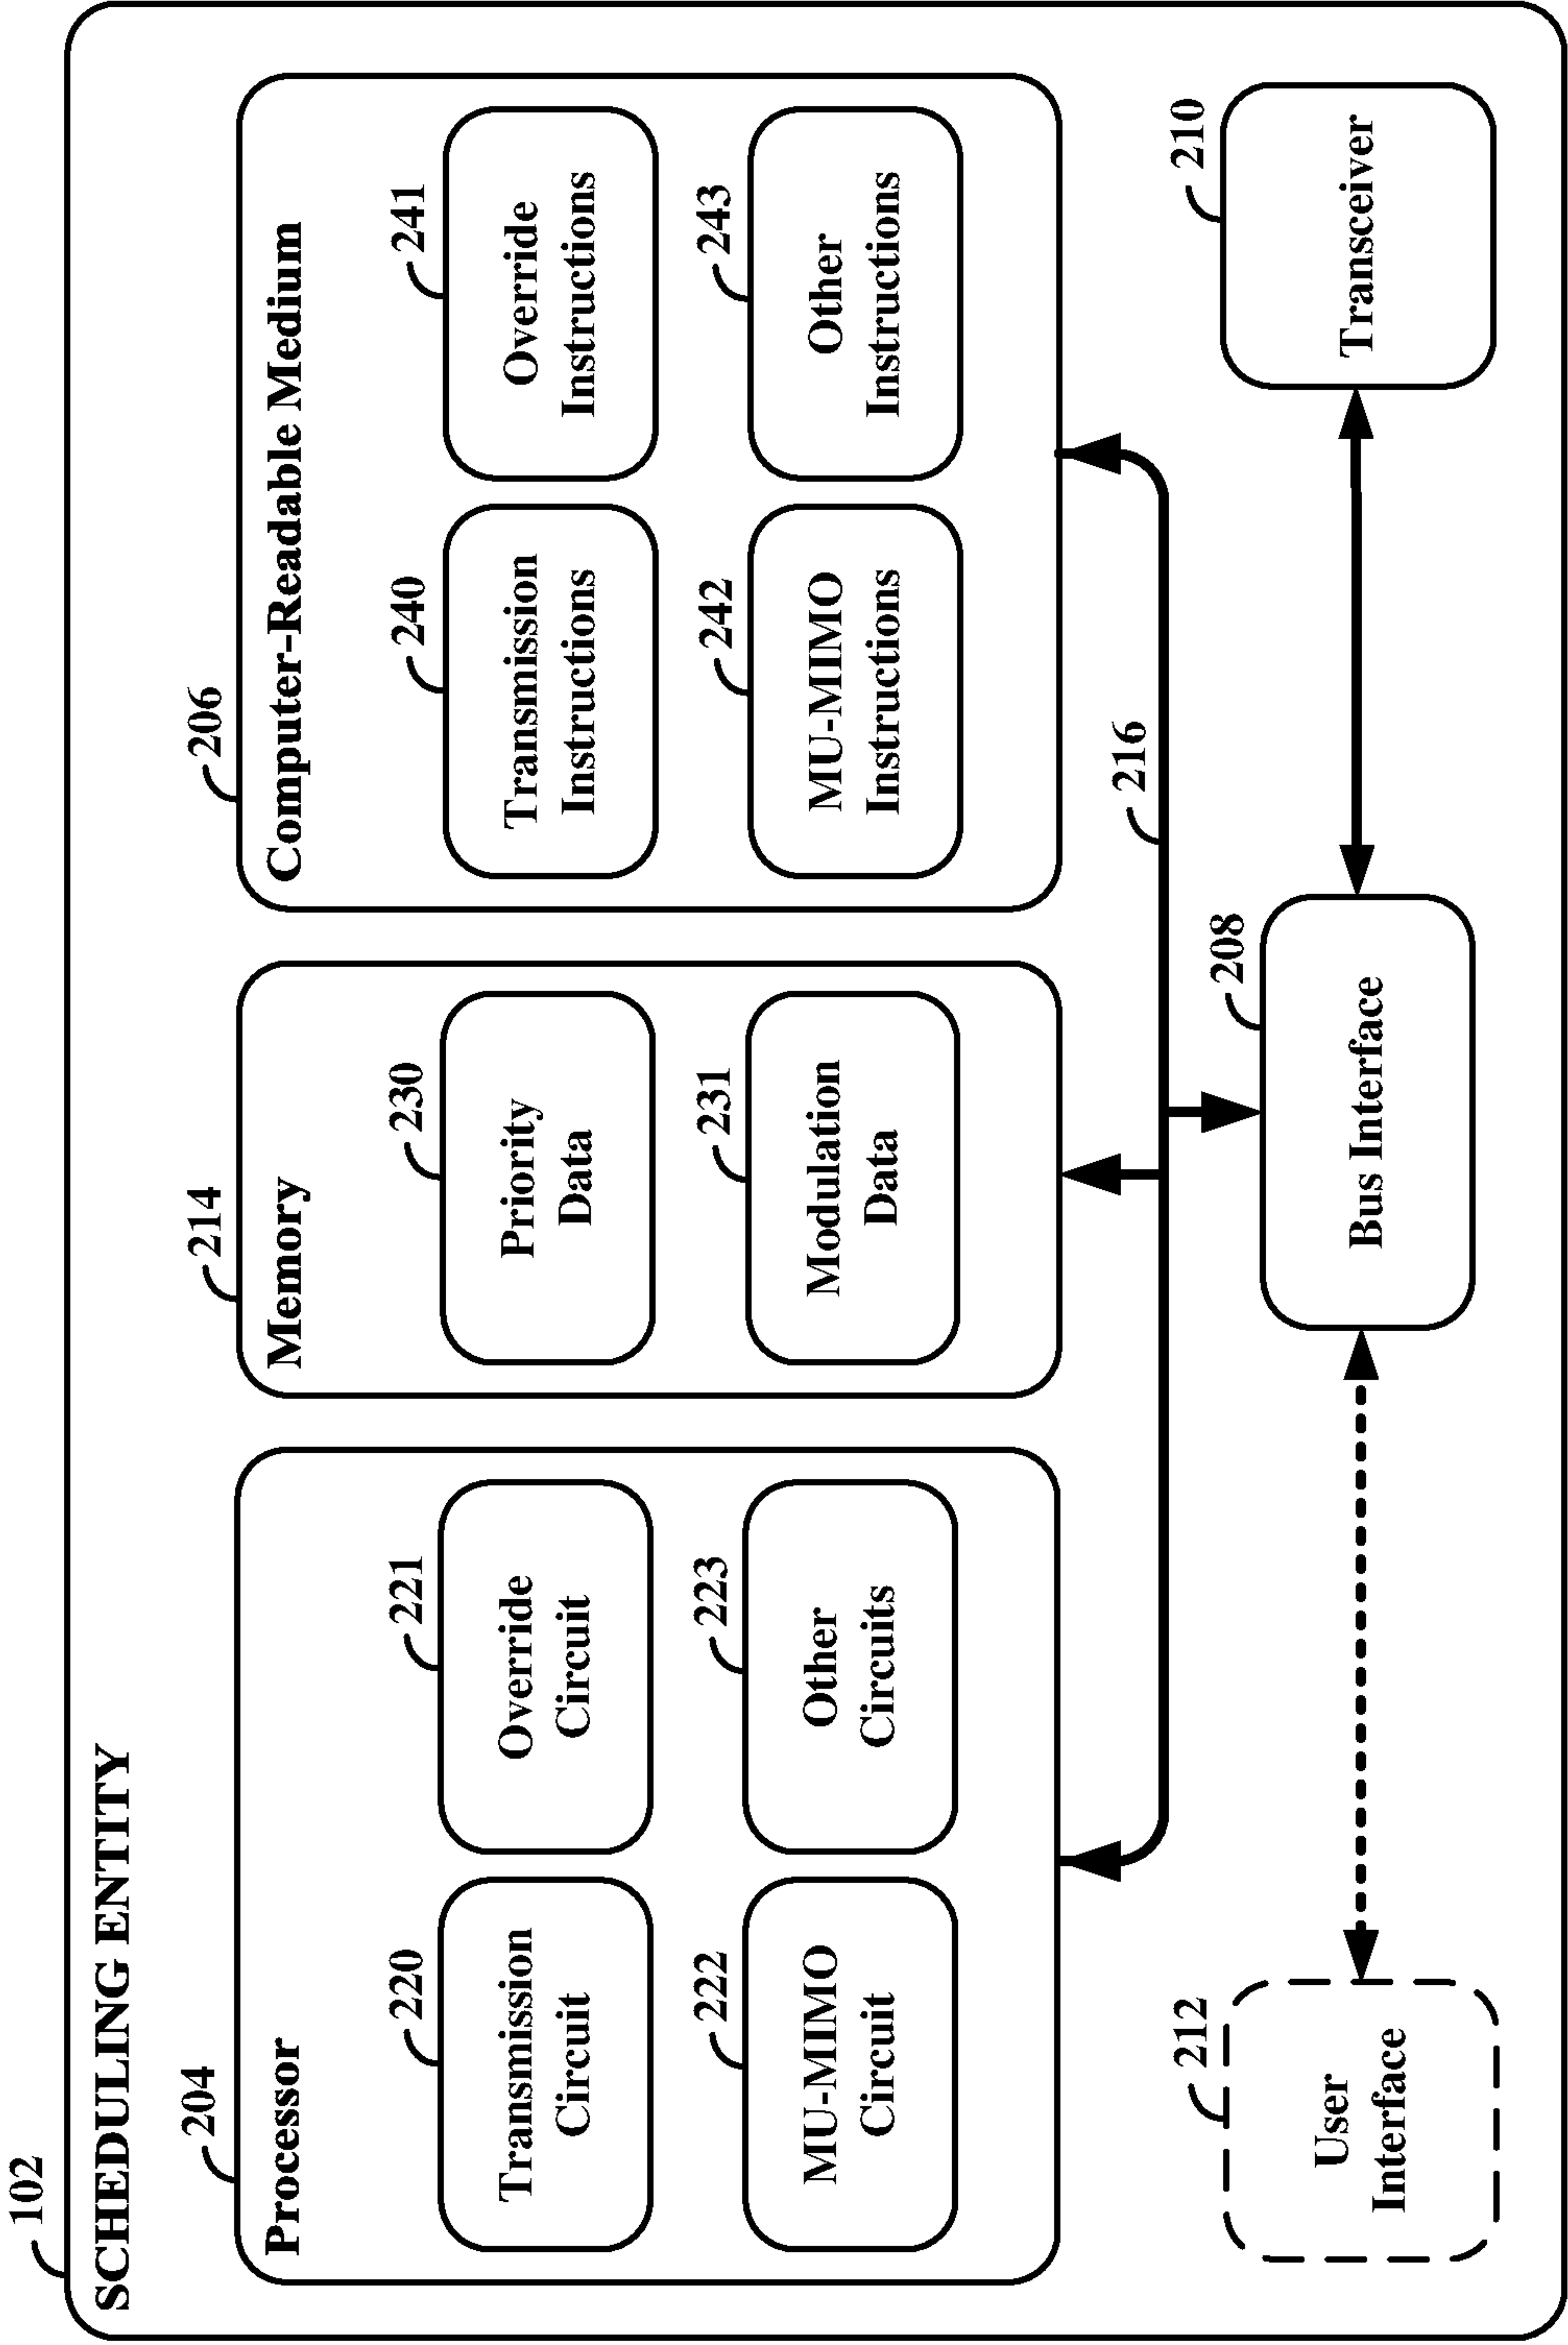 102
SCHEDULING ENTITY
204
Processor
220
Transmission
Circuit
221
Override
Circuit
222
MU-MIMO
Circuit
223
Other
Circuits
214
Memory
230
Priority
Data
231
Modulation
Data
206
Computer-Readable Medium
240
Transmission
Instructions
241
Override
Instructions
242
MU-MIMO
Instructions
243
Other
Instructions
216
212
User
Interface
208
Bus Interface
210
Transceiver